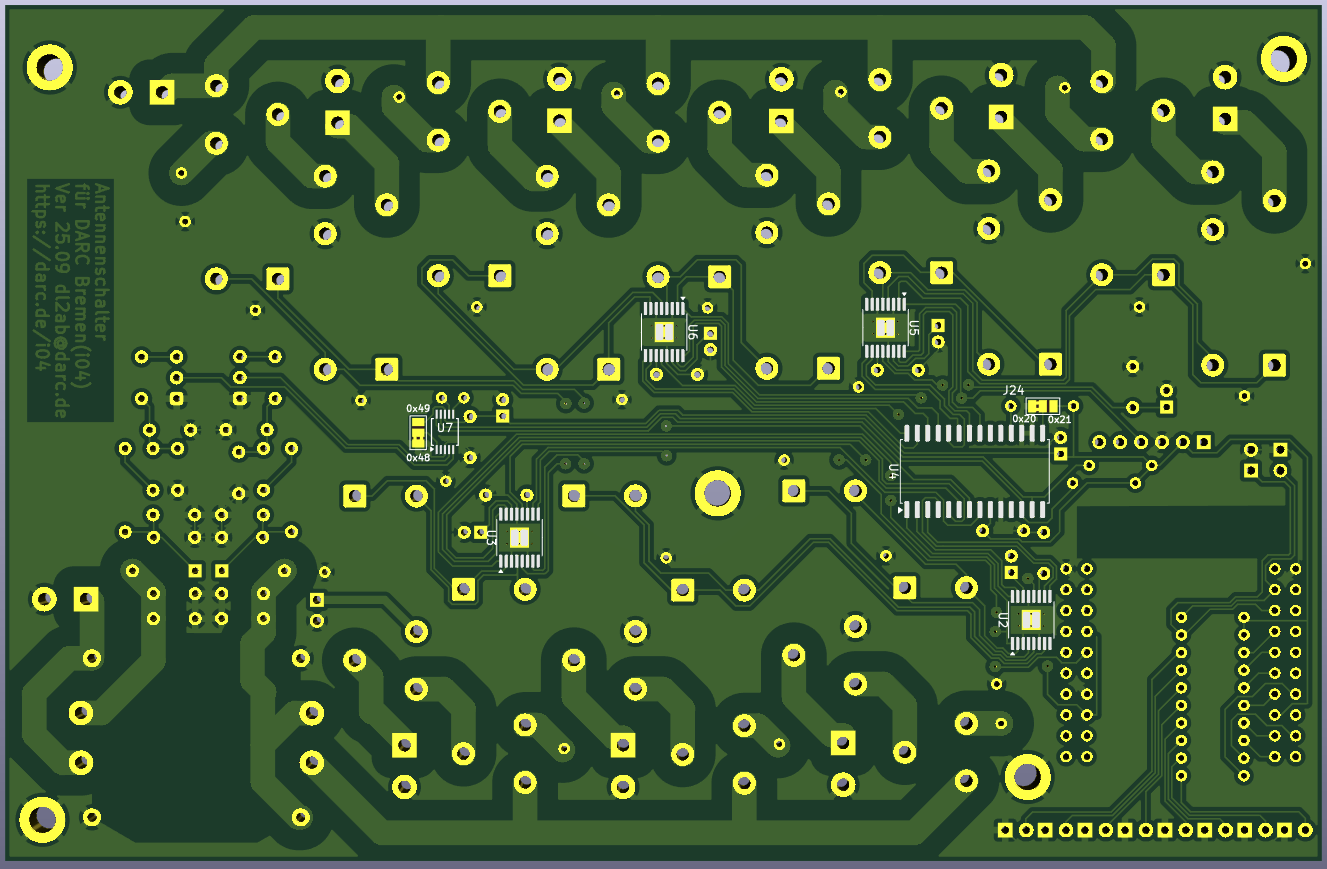 Antennenschalter
für DARC Bremen(i04)
Ver 25.09 dl2ab@darc.de
https://darc.de/i04
U6
U5
J24
0x20
0x21
0x49
U7
0x48
U4
U3
U2